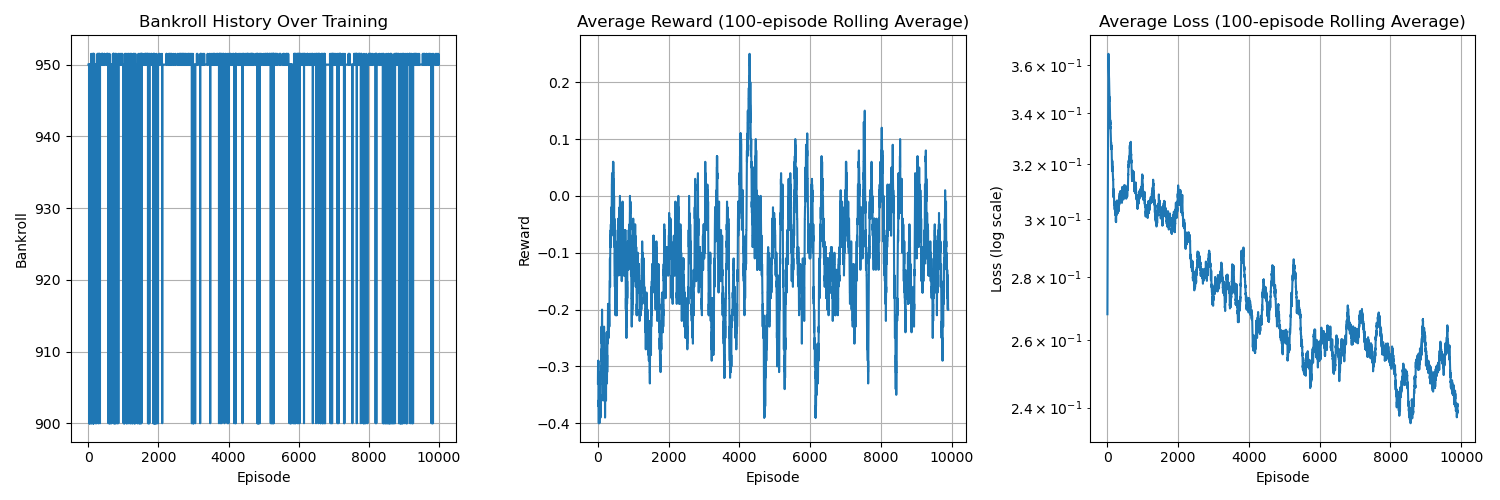 Bankroll History Over Training
950
940
930
920
910
900
Bankroll
0 2000 4000 6000 8000 10000
Episode
Average Reward (100-episode Rolling Average)
0.2
0.1
0.0
−0.1
−0.2
−0.3
−0.4
Reward
0 2000 4000 6000 8000 10000
Episode
Average Loss (100-episode Rolling Average)
3.6 × 10⁻¹
3.4 × 10⁻¹
3.2 × 10⁻¹
3 × 10⁻¹
2.8 × 10⁻¹
2.6 × 10⁻¹
2.4 × 10⁻¹
Loss (log scale)
0 2000 4000 6000 8000 10000
Episode